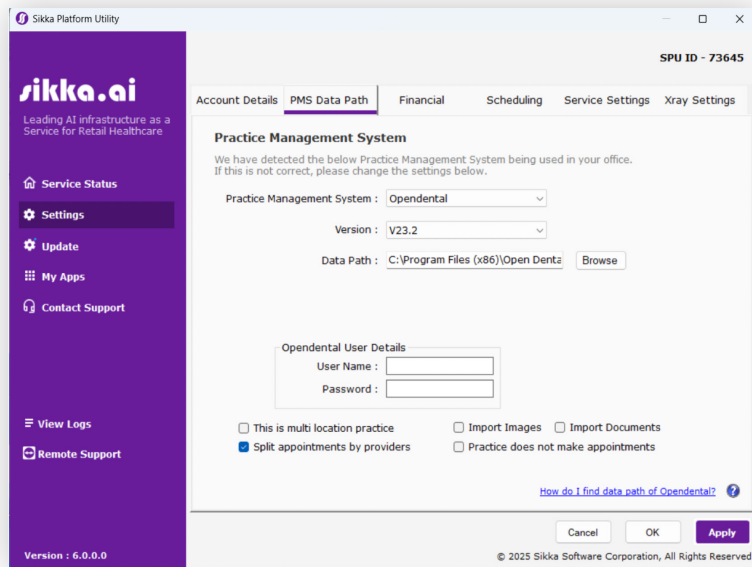 Sikka Platform Utility
SPU ID - 73645
sikka.ai
Leading AI infrastructure as a
Service for Retail Healthcare
Service Status
Settings
Update
My Apps
Contact Support
View Logs
Remote Support
Version : 6.0.0.0
Account Details PMS Data Path Financial Scheduling Service Settings Xray Settings
Practice Management System
We have detected the below Practice Management System being used in your office.
If this is not correct, please change the settings below.
Practice Management System : Opendental
Version : V23.2
Data Path : C:\Program Files (x86)\Open Denta Browse
Opendental User Details
User Name :
Password :
This is multi location practice Import Images Import Documents
Split appointments by providers Practice does not make appointments
How do I find data path of Opendental? ?
Cancel OK Apply
© 2025 Sikka Software Corporation, All Rights Reserved